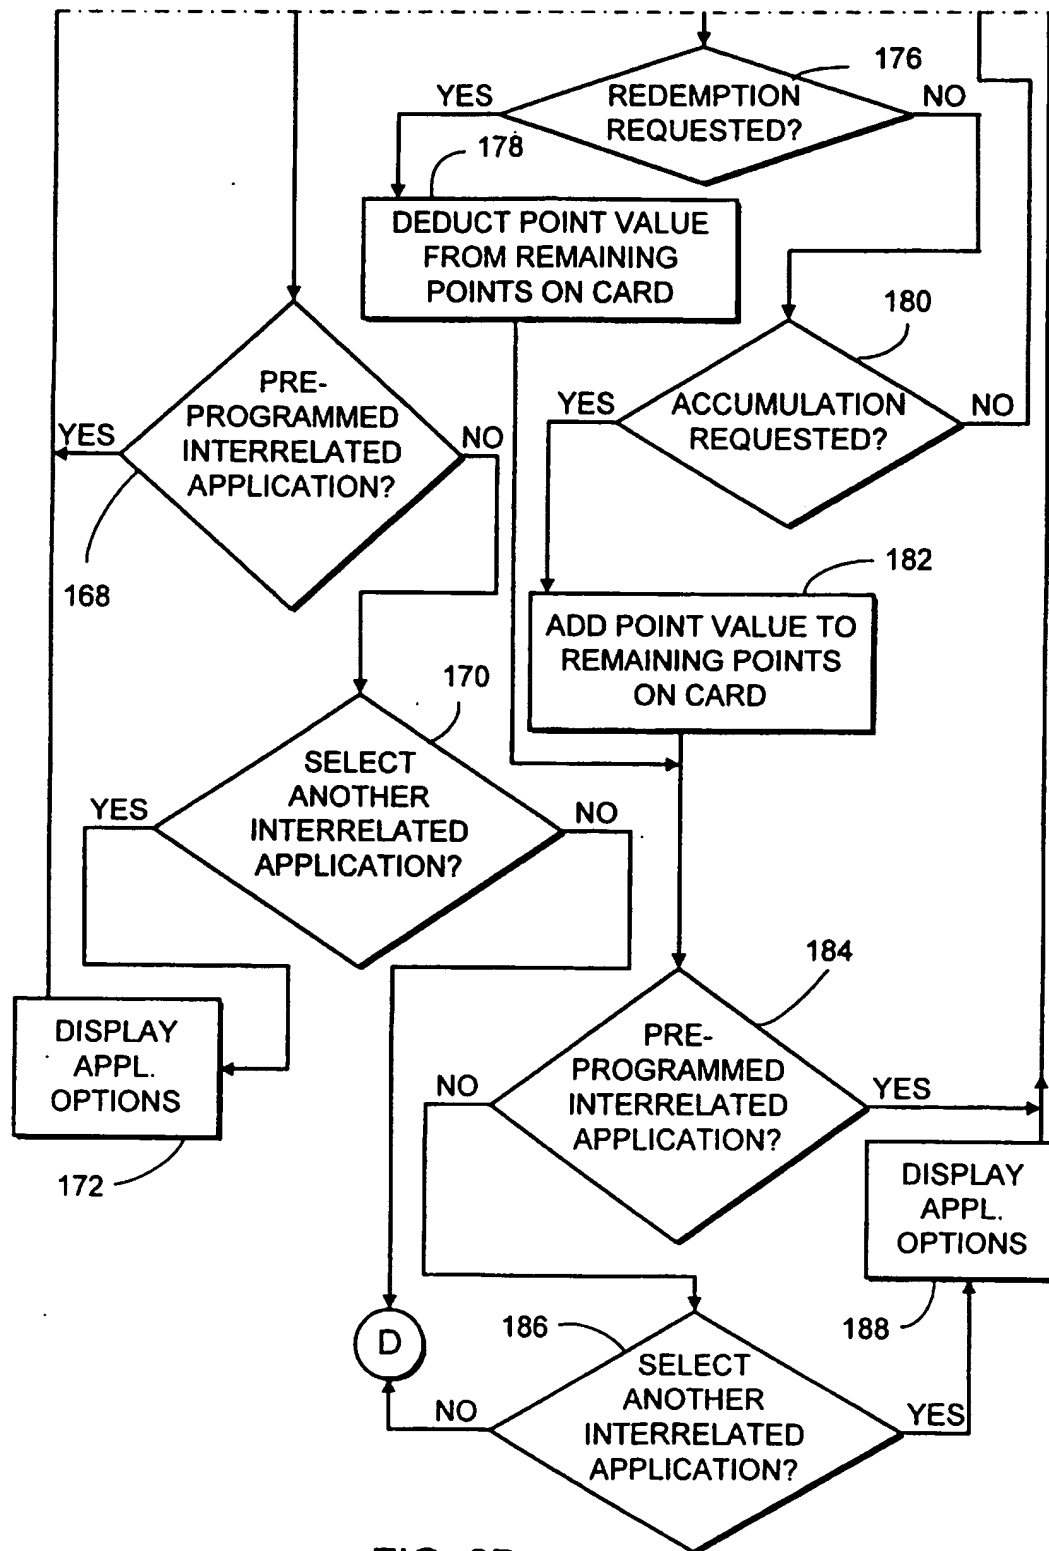 176
YES
REDEMPTION
REQUESTED?
NO
178
DEDUCT POINT VALUE
FROM REMAINING
POINTS ON CARD
180
PRE-
PROGRAMMED
INTERRELATED
APPLICATION?
YES
NO
168
YES
ACCUMULATION
REQUESTED?
NO
182
ADD POINT VALUE TO
REMAINING POINTS
ON CARD
170
SELECT
ANOTHER
INTERRELATED
APPLICATION?
YES
NO
184
DISPLAY
APPL.
OPTIONS
172
PRE-
PROGRAMMED
INTERRELATED
APPLICATION?
NO
YES
DISPLAY
APPL.
OPTIONS
188
D
186
SELECT
ANOTHER
INTERRELATED
APPLICATION?
NO
YES